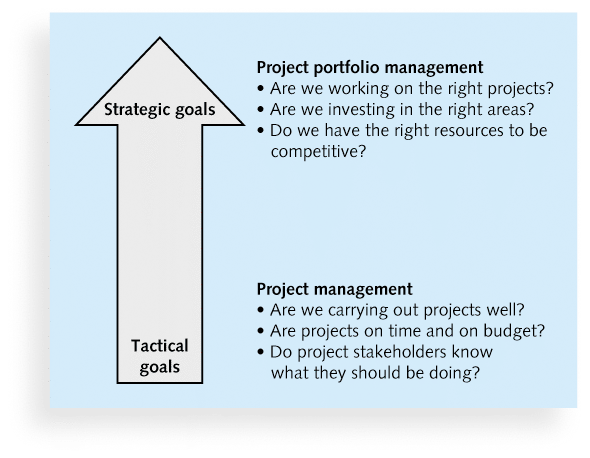 Project portfolio management
• Are we working on the right projects?
Strategic goals
• Are we investing in the right areas?
• Do we have the right resources to be
competitive?
Project management
• Are we carrying out projects well?
• Are projects on time and on budget?
Tactical
goals
• Do project stakeholders know
what they should be doing?